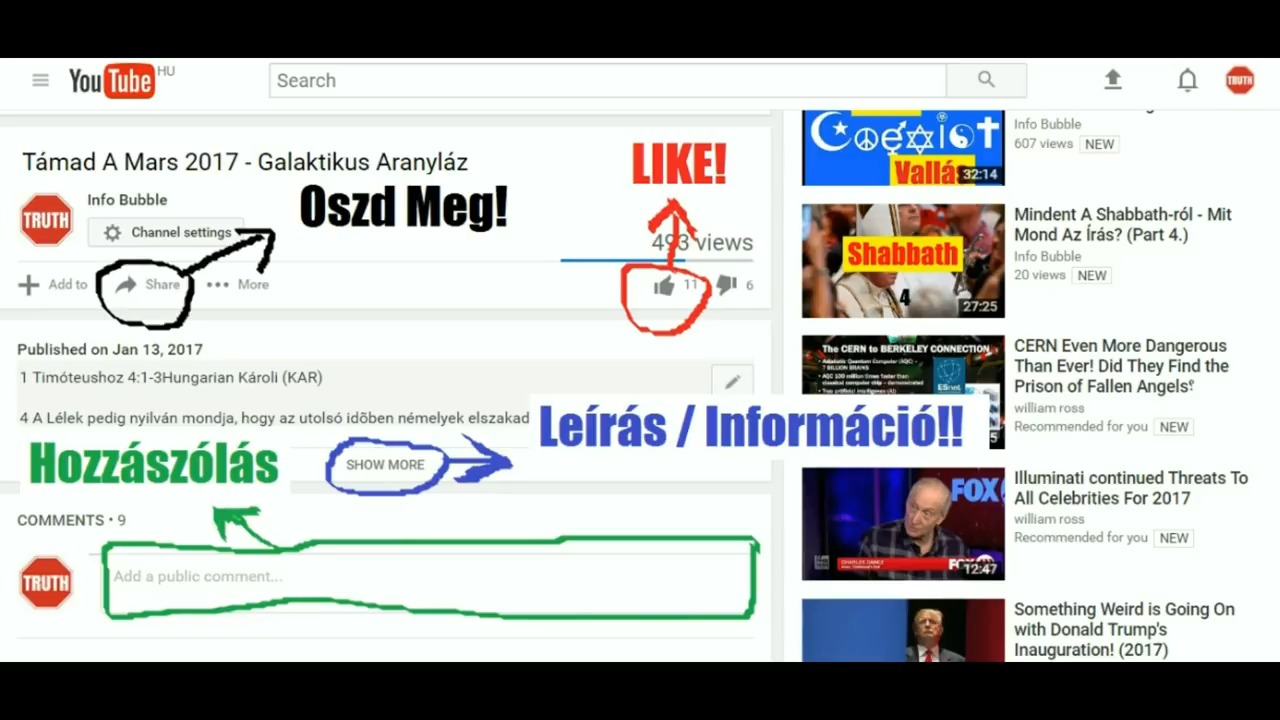 YouTube HU
Search
TRUTH
Támad A Mars 2017 - Galaktikus Aranyláz
TRUTH
Info Bubble
Channel settings
Oszd Meg!
LIKE!
493 views
Add to
Share
More
11
6
Published on Jan 13, 2017
1 Timóteushoz 4:1-3Hungarian Károli (KAR)
4 A Lélek pedig nyilván mondja, hogy az utolsó időben némelyek elszakad
Leírás / Információ!!
SHOW MORE
Hozzászólás
COMMENTS • 9
TRUTH
Add a public comment...
Coexist
Vallás
32:14
Info Bubble
607 views NEW
Shabbath
4
27:25
Mindent A Shabbath-ról - Mit
Mond Az Írás? (Part 4.)
Info Bubble
20 views NEW
The CERN to BERKELEY CONNECTION
ESnet
CERN Even More Dangerous
Than Ever! Did They Find the
Prison of Fallen Angels⸮
william ross
Recommended for you NEW
FOX
CHARLES DANCE
12:47
Illuminati continued Threats To
All Celebrities For 2017
william ross
Recommended for you NEW
Something Weird is Going On
with Donald Trump's
Inauguration! (2017)